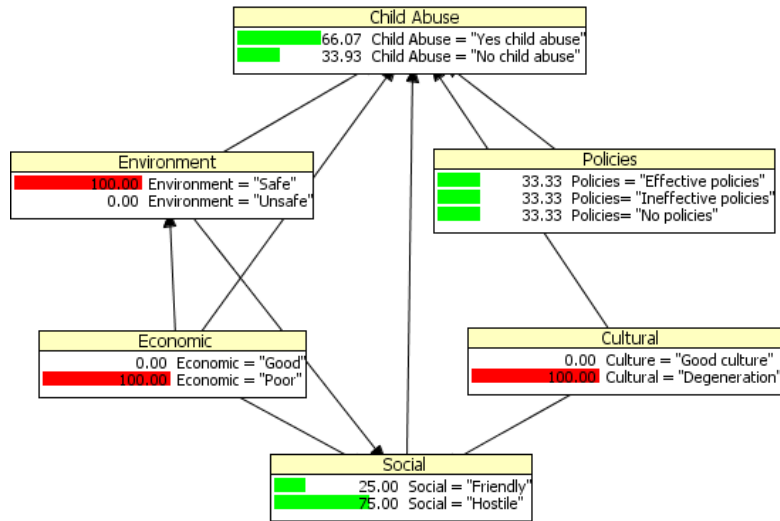 Child Abuse
66.07 Child Abuse = "Yes child abuse"
33.93 Child Abuse = "No child abuse"
Environment
100.00 Environment = "Safe"
0.00 Environment = "Unsafe"
Policies
33.33 Policies = "Effective policies"
33.33 Policies= "Ineffective policies"
33.33 Policies = "No policies"
Economic
0.00 Economic = "Good"
100.00 Economic = "Poor"
Cultural
0.00 Culture = "Good culture"
100.00 Cultural = "Degeneration"
Social
25.00 Social = "Friendly"
75.00 Social = "Hostile"